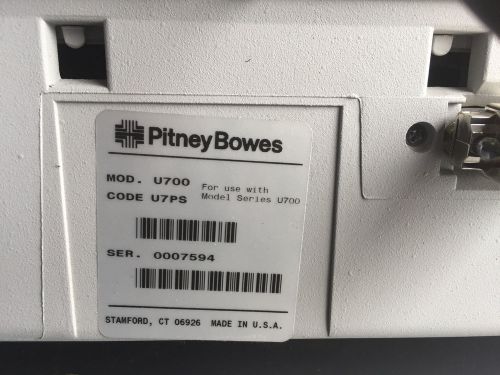 Pitney Bowes
MOD. U700
CODE U7PS
For use with
Model Series U700
SER. 0007594
STAMFORD, CT 06926 MADE IN U.S.A.